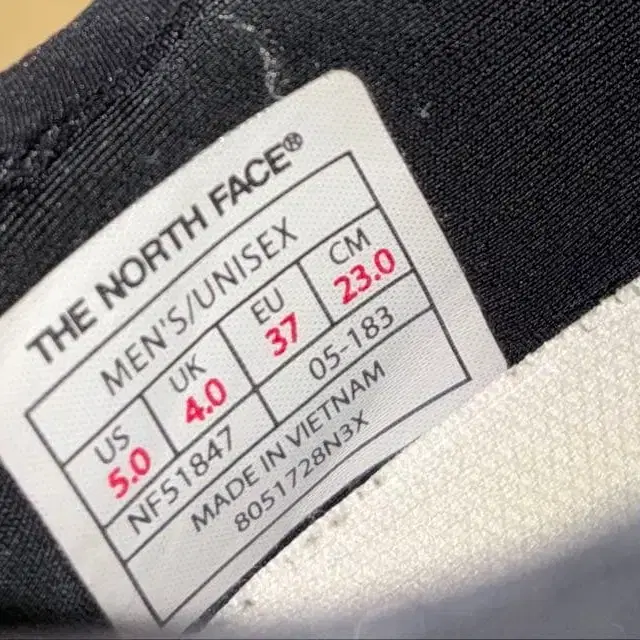 THE NORTH FACE®
MEN'S/UNISEX
US UK EU CM
5.0 4.0 37 23.0
NF51847 05-183
MADE IN VIETNAM
8051728N3X